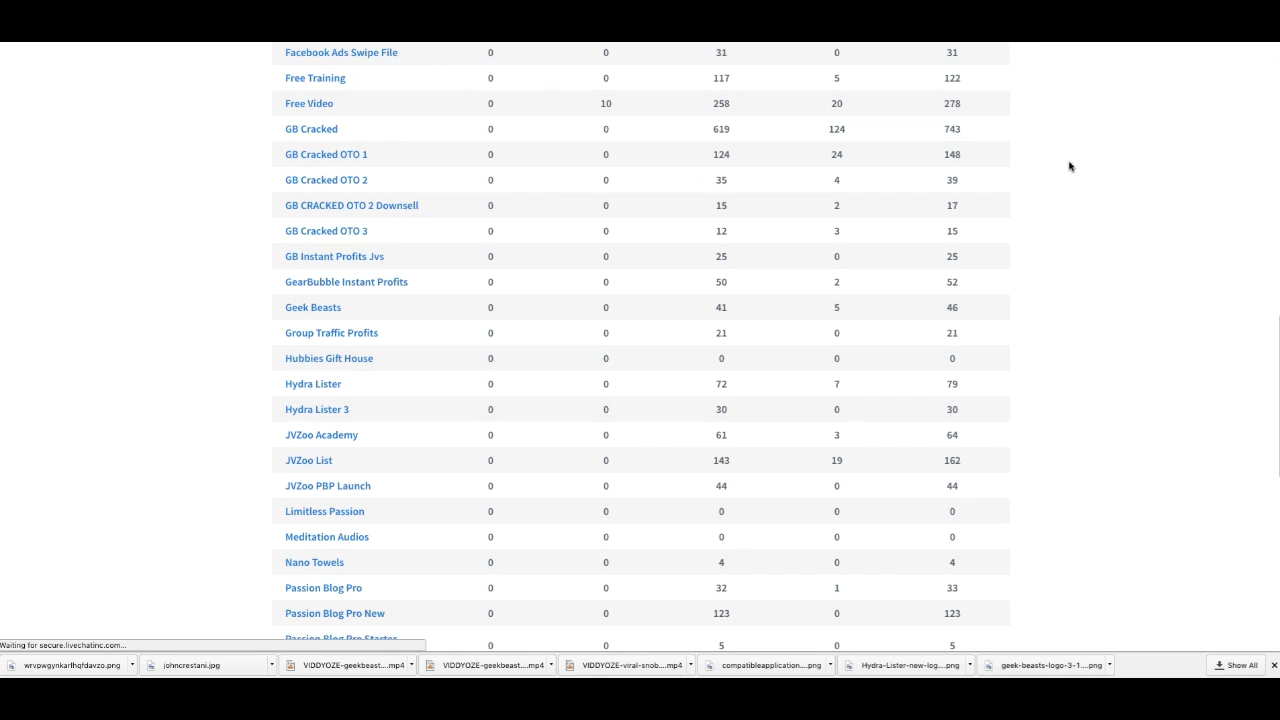 Facebook Ads Swipe File 0 0 31 0 31
Free Training 0 0 117 5 122
Free Video 0 10 258 20 278
GB Cracked 0 0 619 124 743
GB Cracked OTO 1 0 0 124 24 148
GB Cracked OTO 2 0 0 35 4 39
GB CRACKED OTO 2 Downsell 0 0 15 2 17
GB Cracked OTO 3 0 0 12 3 15
GB Instant Profits Jvs 0 0 25 0 25
GearBubble Instant Profits 0 0 50 2 52
Geek Beasts 0 0 41 5 46
Group Traffic Profits 0 0 21 0 21
Hubbies Gift House 0 0 0 0 0
Hydra Lister 0 0 72 7 79
Hydra Lister 3 0 0 30 0 30
JVZoo Academy 0 0 61 3 64
JVZoo List 0 0 143 19 162
JVZoo PBP Launch 0 0 44 0 44
Limitless Passion 0 0 0 0 0
Meditation Audios 0 0 0 0 0
Nano Towels 0 0 4 0 4
Passion Blog Pro 0 0 32 1 33
Passion Blog Pro New 0 0 123 0 123
Passion Blog Pro Starter 0 0 5 0 5
Waiting for secure.livechatinc.com...
wrvpwgynkarlhqfdavzo.png johncrestani.jpg VIDDYOZE-geekbeast....mp4 VIDDYOZE-geekbeast....mp4 VIDDYOZE-viral-snob....mp4 compatibleapplication....png Hydra-Lister-new-log....png geek-beasts-logo-3-1....png Show All